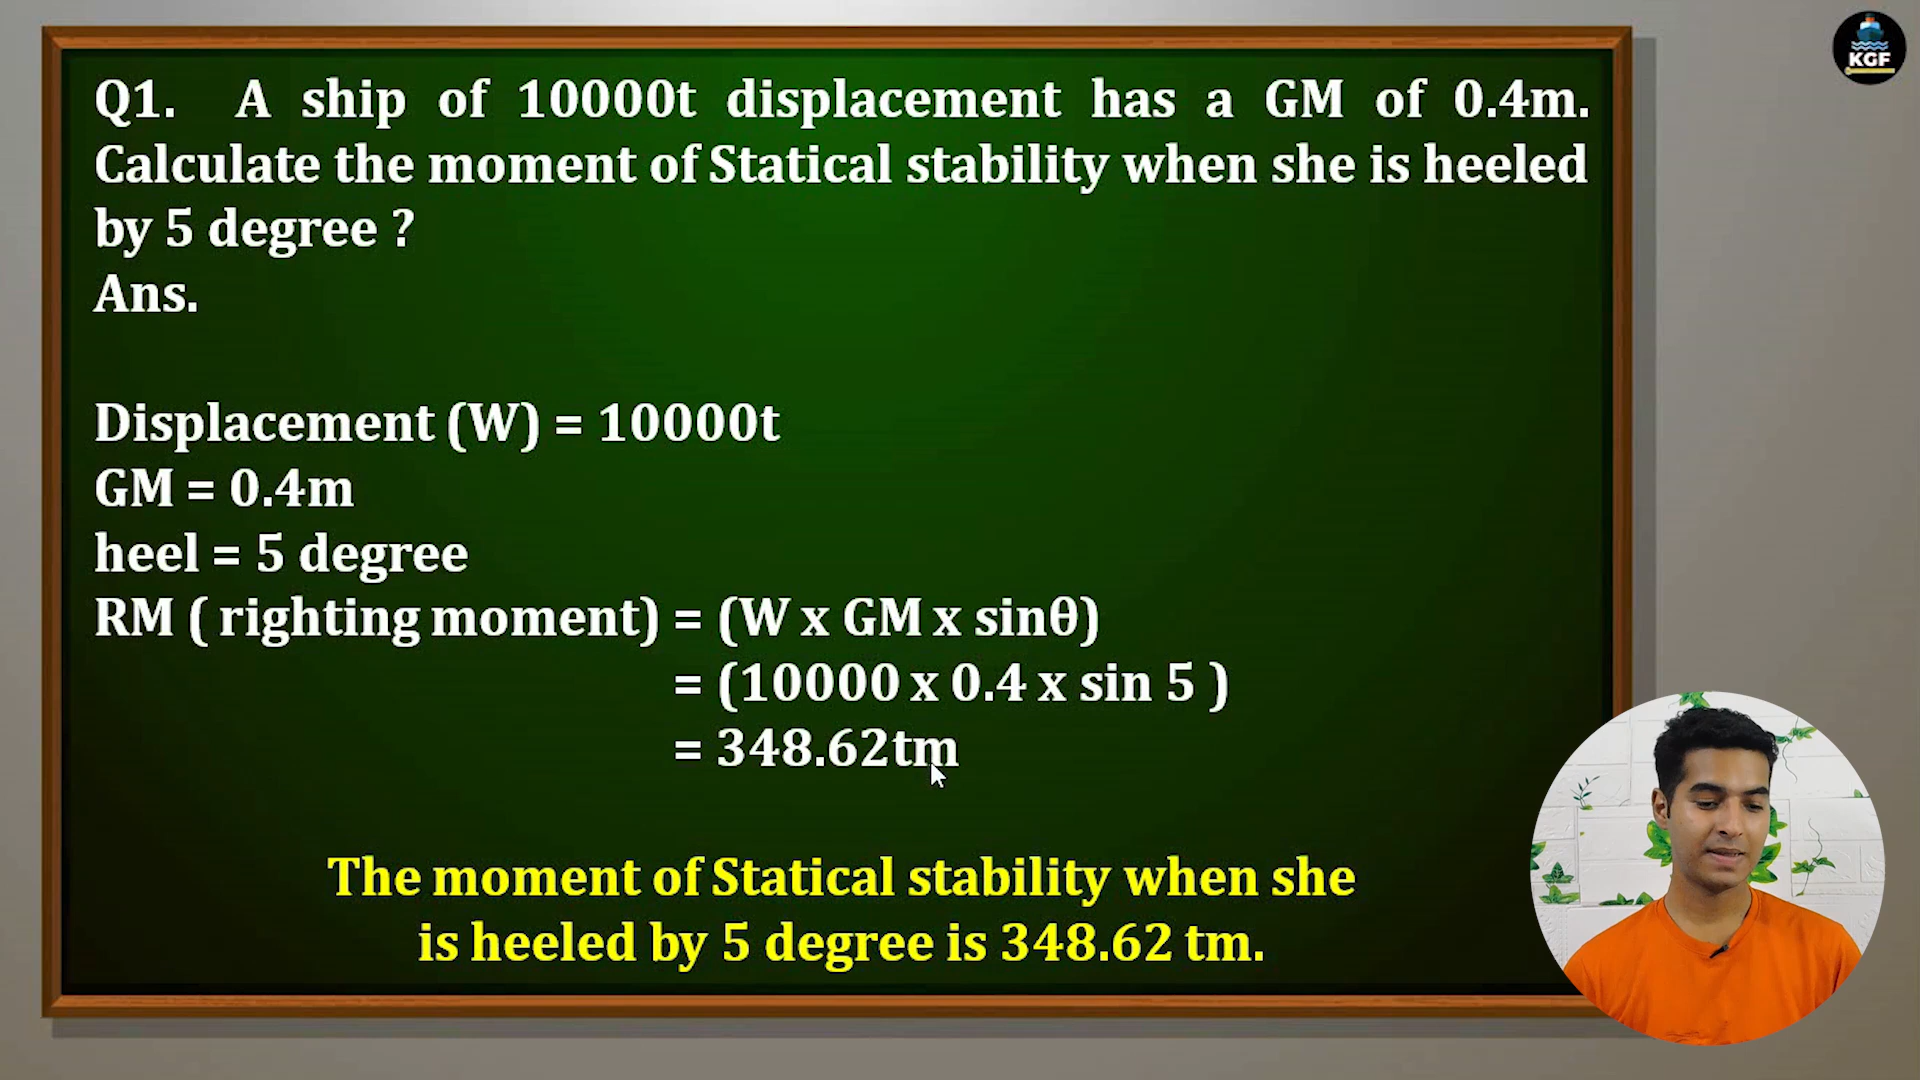 KGF
Q1. A ship of 10000t displacement has a GM of 0.4m.
Calculate the moment of Statical stability when she is heeled
by 5 degree ?
Ans.
Displacement (W) = 10000t
GM = 0.4m
heel = 5 degree
RM ( righting moment) = (W x GM x sinθ)
= (10000 x 0.4 x sin 5 )
= 348.62tm
The moment of Statical stability when she
is heeled by 5 degree is 348.62 tm.